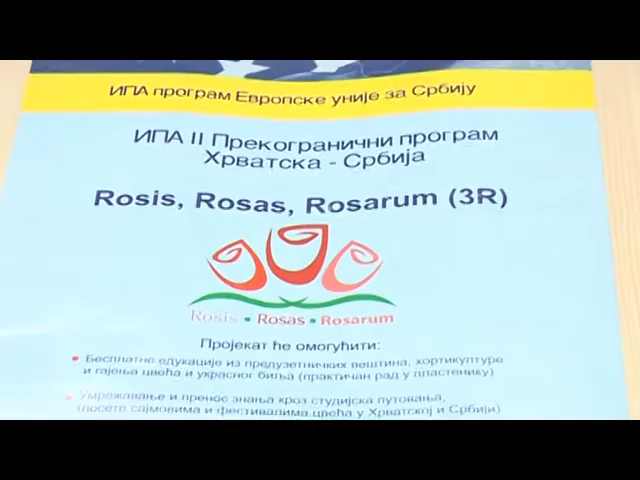 ИПА програм Европске уније за Србију
ИПА II Прекогранични програм
Хрватска - Србија
Rosis, Rosas, Rosarum (3R)
Rosis • Rosas • Rosarum
Пројекат ће омогућити:
• Бесплатне едукације из предузетничких вештина, хортикултуре
и гајења цвећа и украсног биља (практичан рад у пластенику)
• Умрежавање и пренос знања кроз студијска путовања,
(посете сајмовима и фестивалима цвећа у Хрватској и Србији)